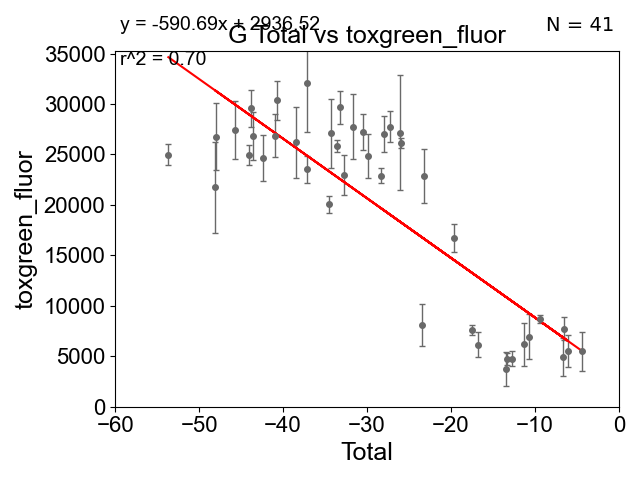 y = -590.69x + 2936.52
N = 41
G Total vs toxgreen_fluor
r^2 = 0.70
35000
30000
25000
20000
15000
10000
5000
0
toxgreen_fluor
−60 −50 −40 −30 −20 −10 0
Total